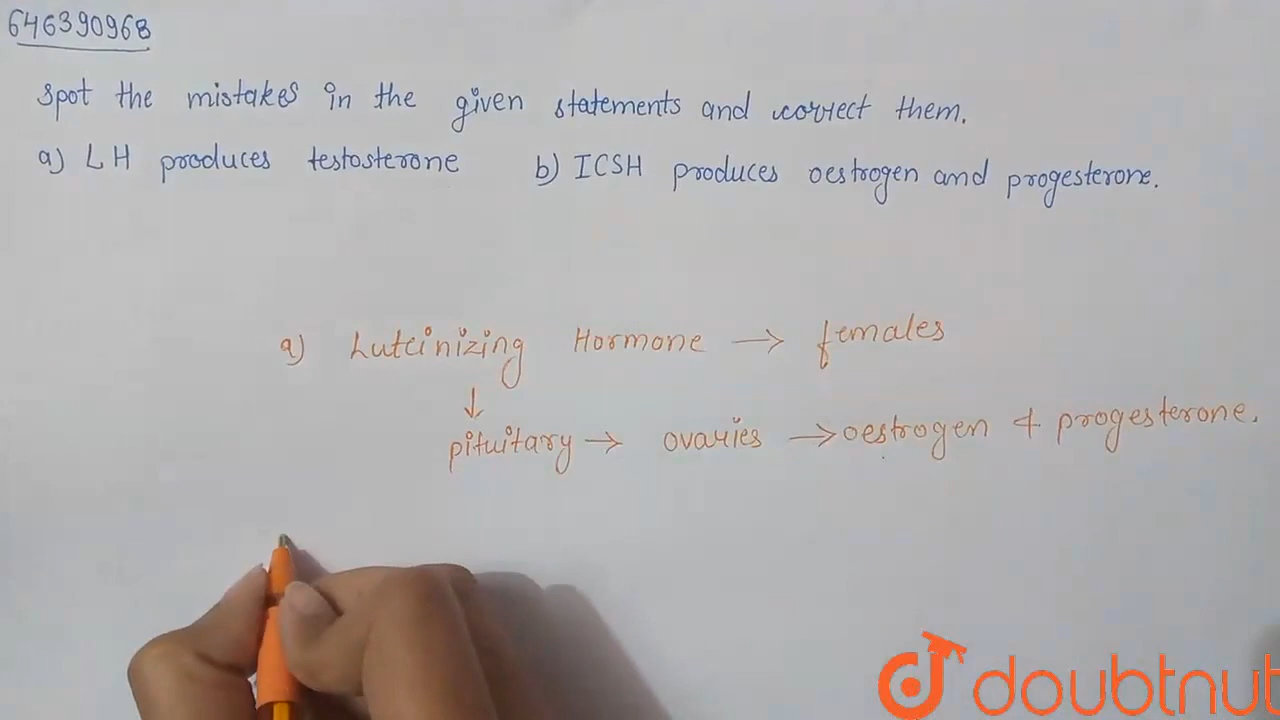 646390968
Spot the mistakes in the given statements and correct them.
a) LH produces testosterone b) ICSH produces oestrogen and progesterone.
a) Luteinizing Hormone → females
↓
pituitary → ovaries → oestrogen & progesterone.
doubtnut